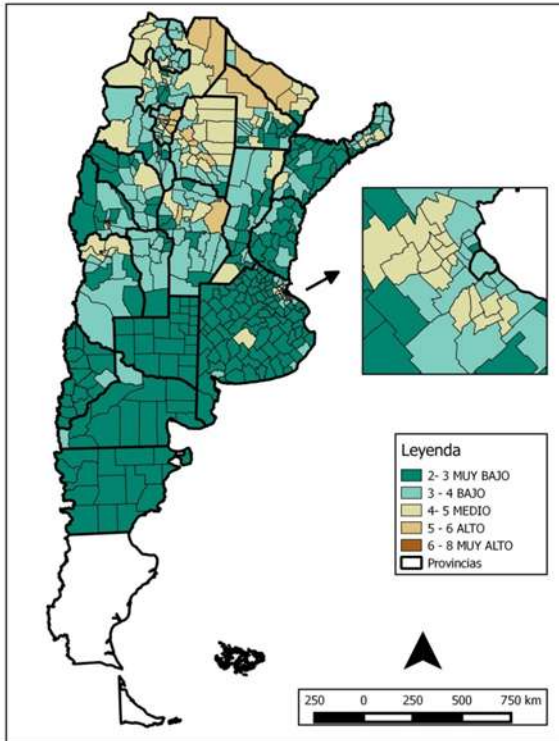 Leyenda
2- 3 MUY BAJO
3 - 4 BAJO
4- 5 MEDIO
5 - 6 ALTO
6 - 8 MUY ALTO
Provincias
250 0 250 500 750 km